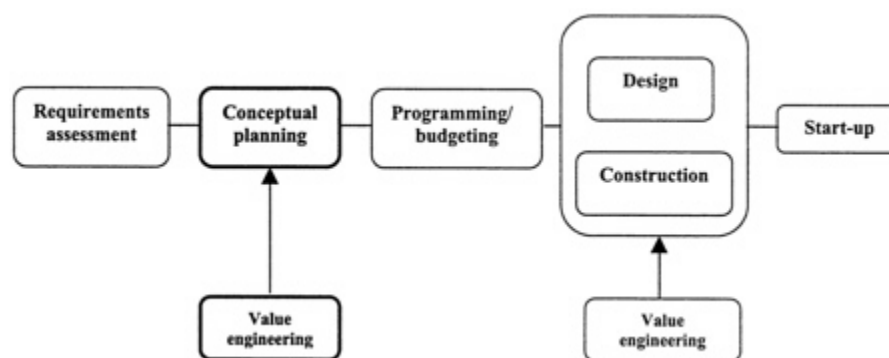 Requirements
assessment
Conceptual
planning
Programming/
budgeting
Design
Construction
Start-up
Value
engineering
Value
engineering